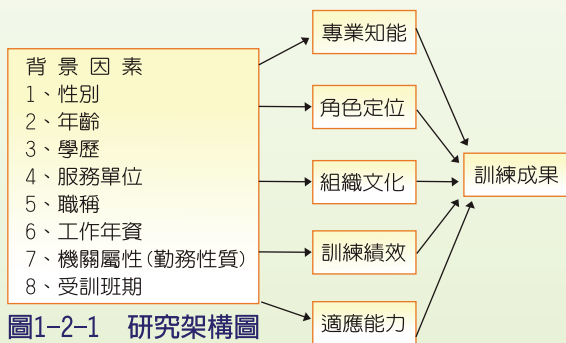 背景因素
1、性別
2、年齡
3、學歷
4、服務單位
5、職稱
6、工作年資
7、機關屬性(勤務性質)
8、受訓班期
專業知能
角色定位
組織文化
訓練績效
適應能力
訓練成果
圖1-2-1 研究架構圖